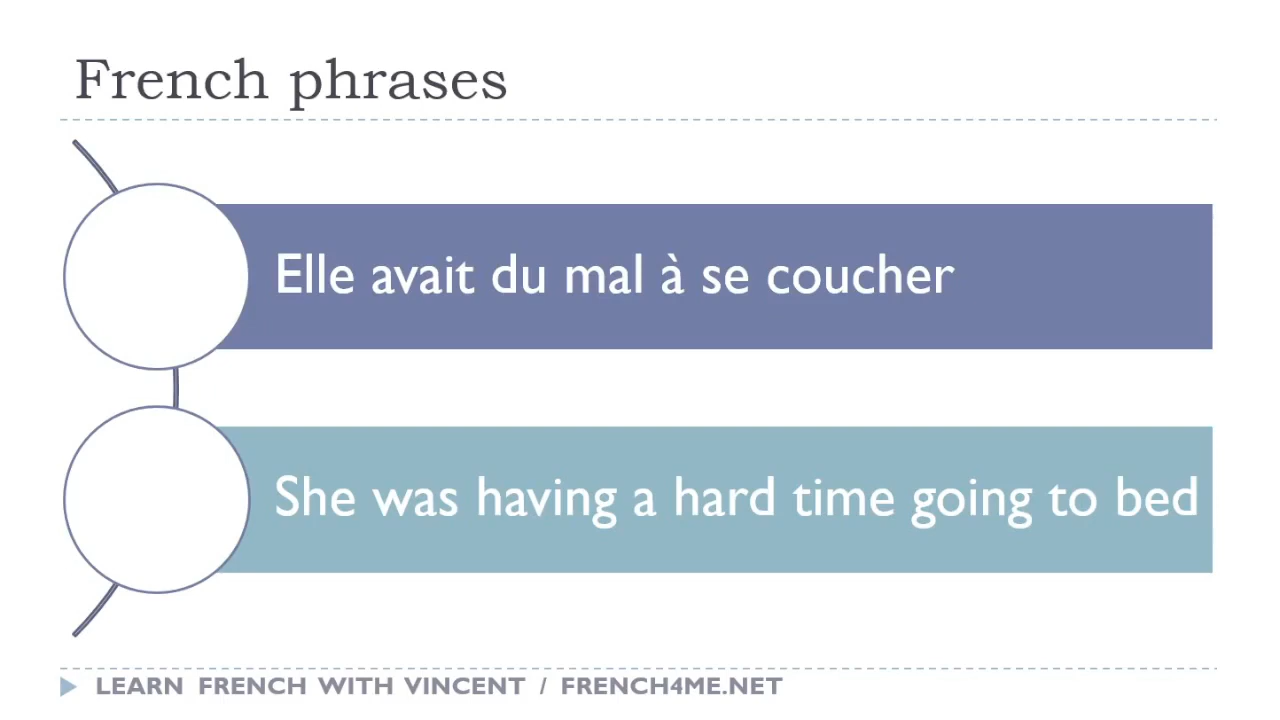 French phrases
Elle avait du mal à se coucher
She was having a hard time going to bed
LEARN FRENCH WITH VINCENT / FRENCH4ME.NET